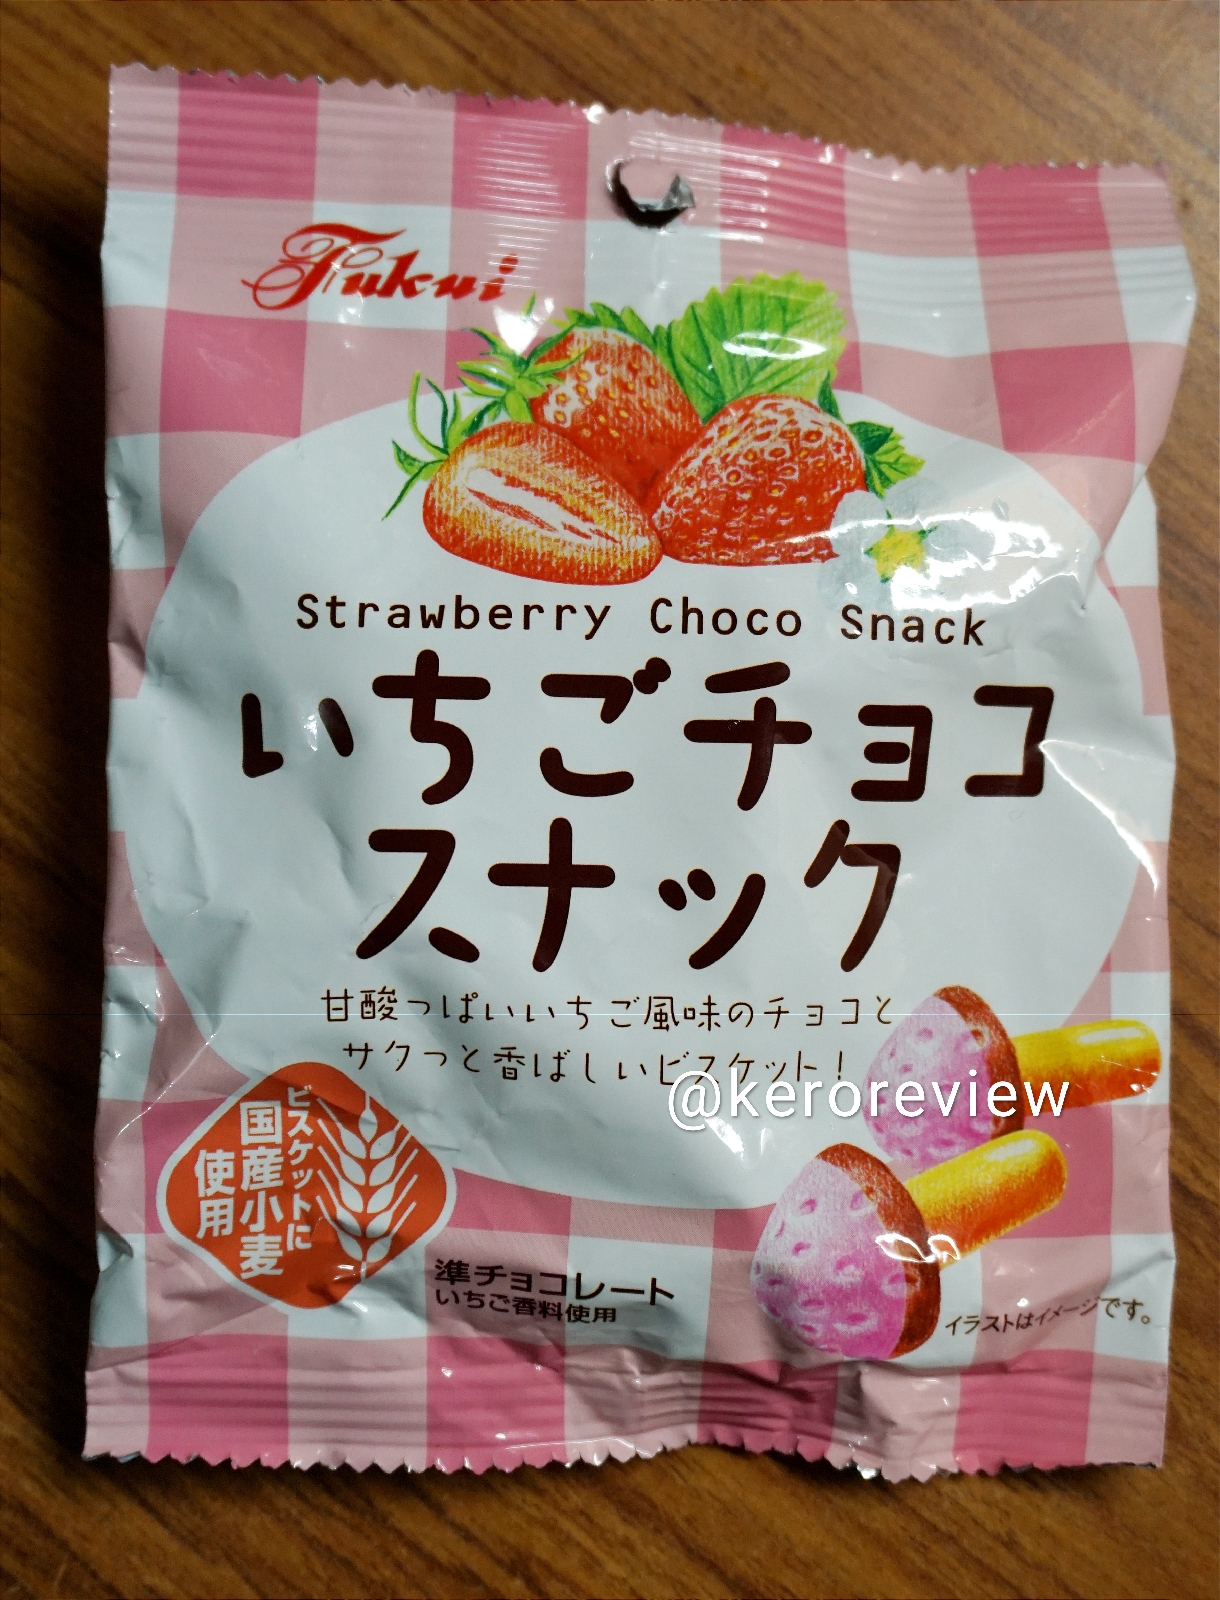 Fukui
Strawberry Choco Snack
いちごチョコ
スナック
甘酸っぱいいちご風味のチョコと
サクっと香ばしいビスケット!
@keroreview
ビスケットに
国産小麦
使用
準チョコレート
いちご香料使用
イラストはイメージです。